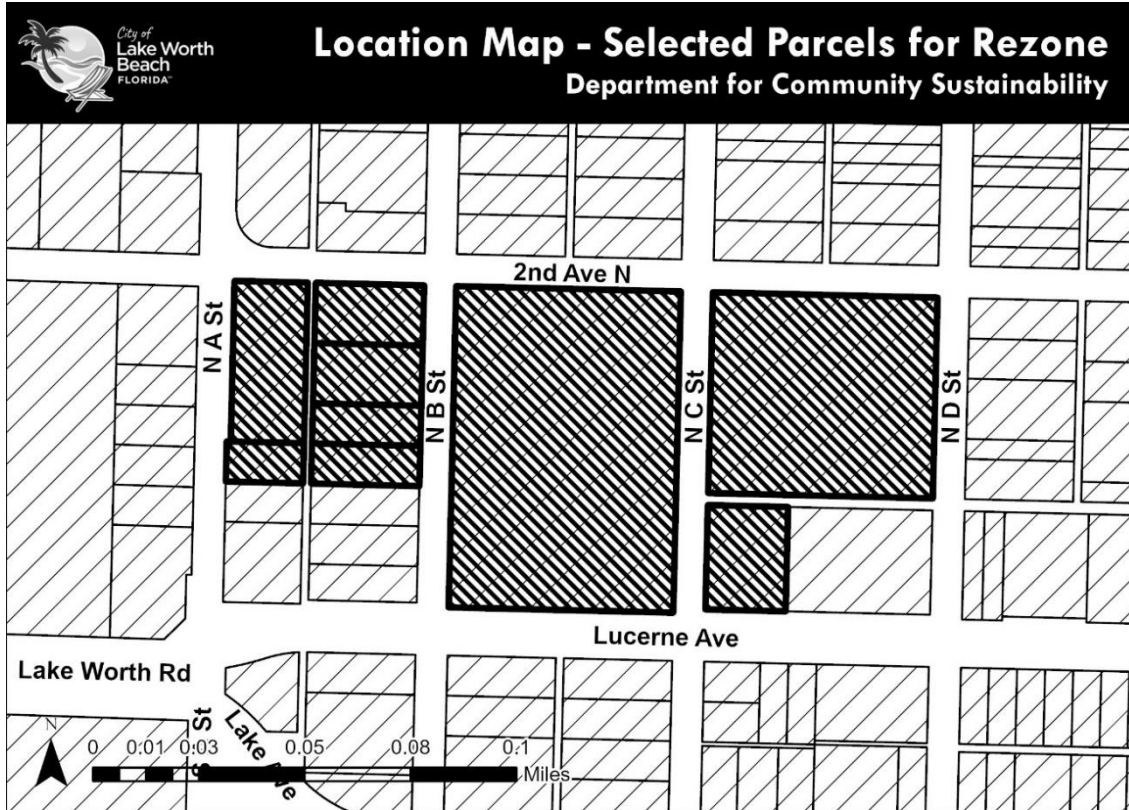 City of
Lake Worth
Beach
FLORIDA™
Location Map - Selected Parcels for Rezone
Department for Community Sustainability
2nd Ave N
N A St
N B St
N C St
N D St
Lucerne Ave
Lake Worth Rd
S St
Lake Ave
N
0 0.01 0.03 0.05 0.08 0.1
Miles